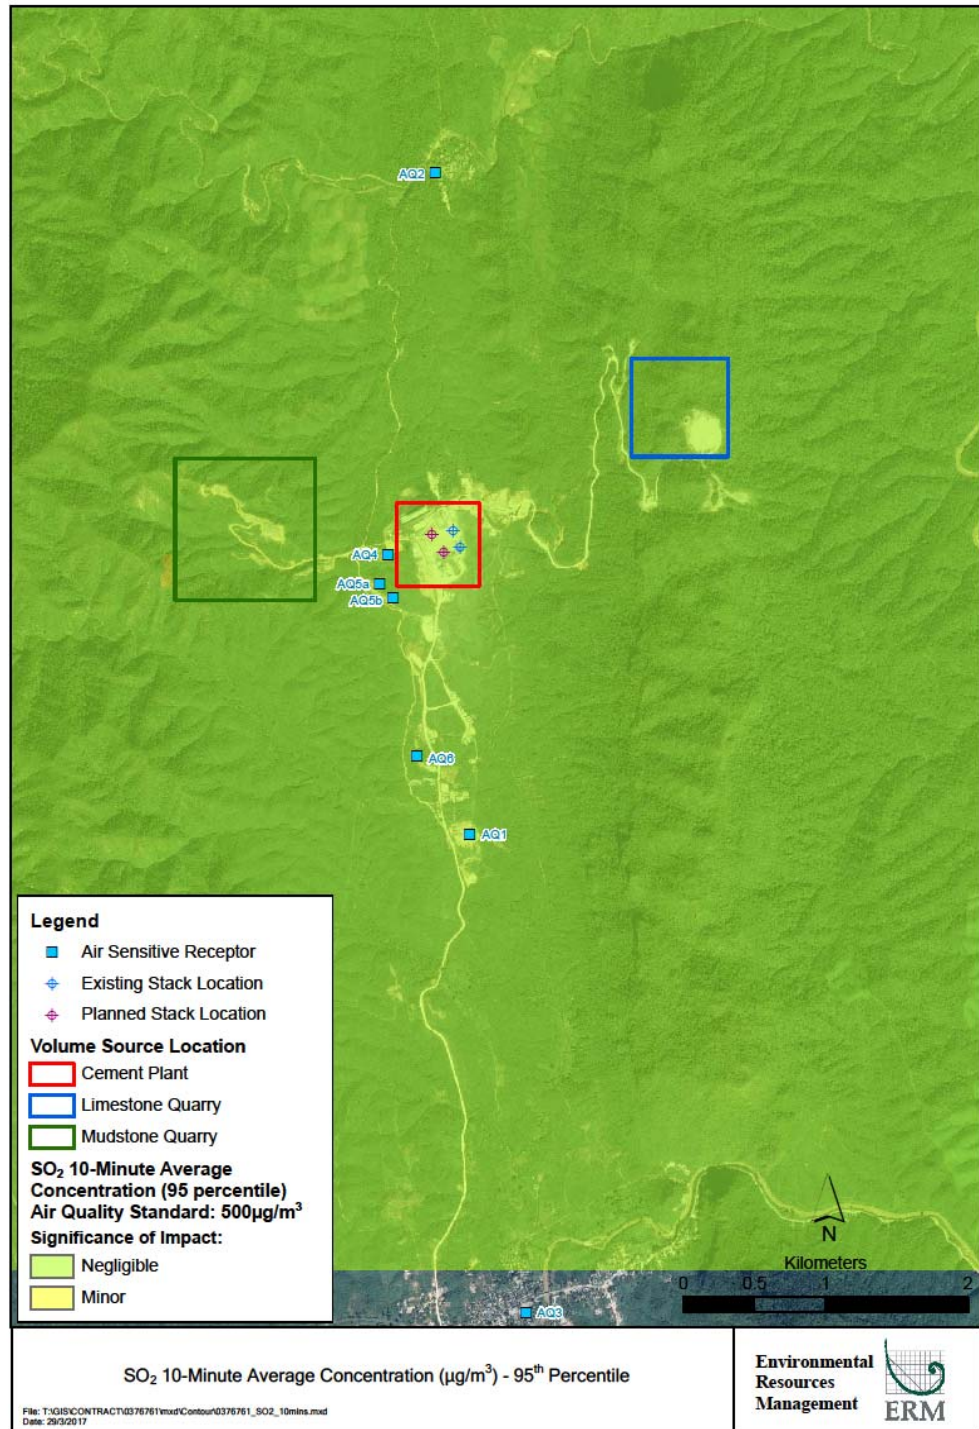 AQ2
AQ4
AQ5a
AQ5b
AQ6
AQ1
Legend
Air Sensitive Receptor
Existing Stack Location
Planned Stack Location
Volume Source Location
Cement Plant
Limestone Quarry
Mudstone Quarry
SO₂ 10-Minute Average
Concentration (95 percentile)
Air Quality Standard: 500µg/m³
Significance of Impact:
Negligible
Minor
N
Kilometers
0 0.5 1 2
AQ3
SO₂ 10-Minute Average Concentration (µg/m³) - 95th Percentile
File: T:\GIS\CONTRACT\0376761\mxd\Contour\0376761_SO2_10mins.mxd
Date: 29/3/2017
Environmental
Resources
Management
ERM